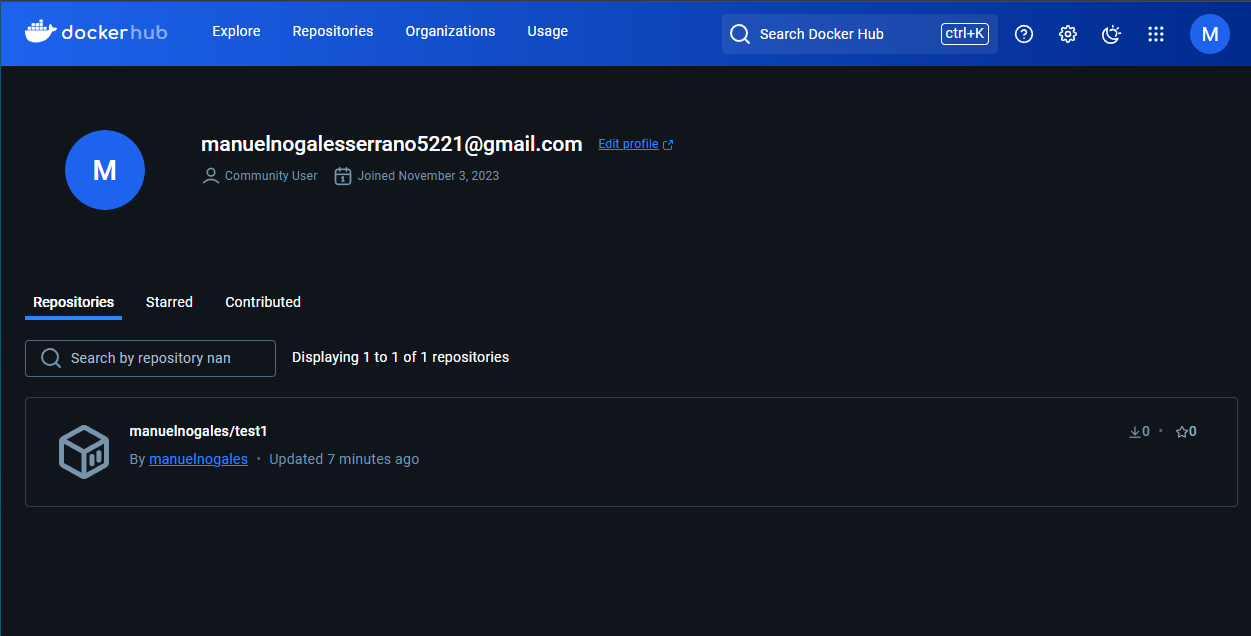 dockerhub Explore Repositories Organizations Usage Search Docker Hub ctrl+K ? M
M
manuelnogalesserrano5221@gmail.com Edit profile
Community User 1 Joined November 3, 2023
Repositories Starred Contributed
Search by repository nan Displaying 1 to 1 of 1 repositories
manuelnogales/test1 0 • 0
By manuelnogales • Updated 7 minutes ago